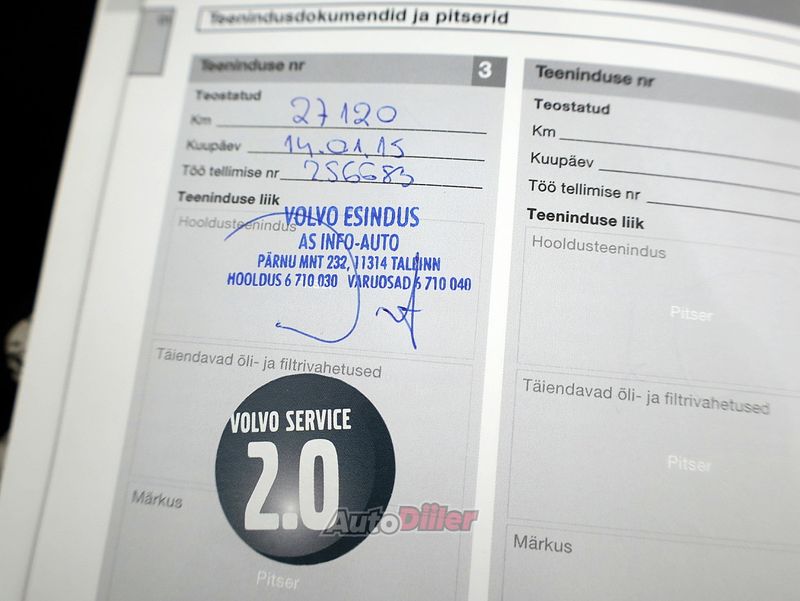 Teenindusdokumendid ja pitserid
Teeninduse nr 3
Teostatud
Km 27120
Kuupäev 14.01.15
Töö tellimise nr 256683
Teeninduse liik
Hooldusteenindus
VOLVO ESINDUS
AS INFO-AUTO
PÄRNU MNT 232, 11314 TALLINN
HOOLDUS 6 710 030 VARUOSAD 6 710 040
Täiendavad õli- ja filtrivahetused
VOLVO SERVICE
2.0
Märkus
Pitser
Teeninduse nr
Teostatud
Km
Kuupäev
Töö tellimise nr
Teeninduse liik
Hooldusteenindus
Pitser
Täiendavad õli- ja filtrivahetused
Pitser
Märkus
AutoDiiler